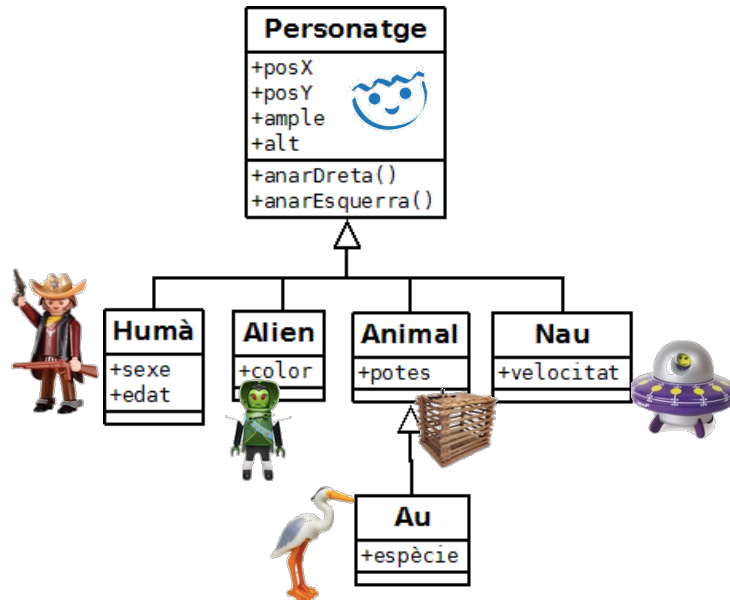 Personatge
+posX
+posY
+ample
+alt
+anarDreta()
+anarEsquerra()
Humà
+sexe
+edat
Alien
+color
Animal
+potes
Nau
+velocitat
Au
+espècie